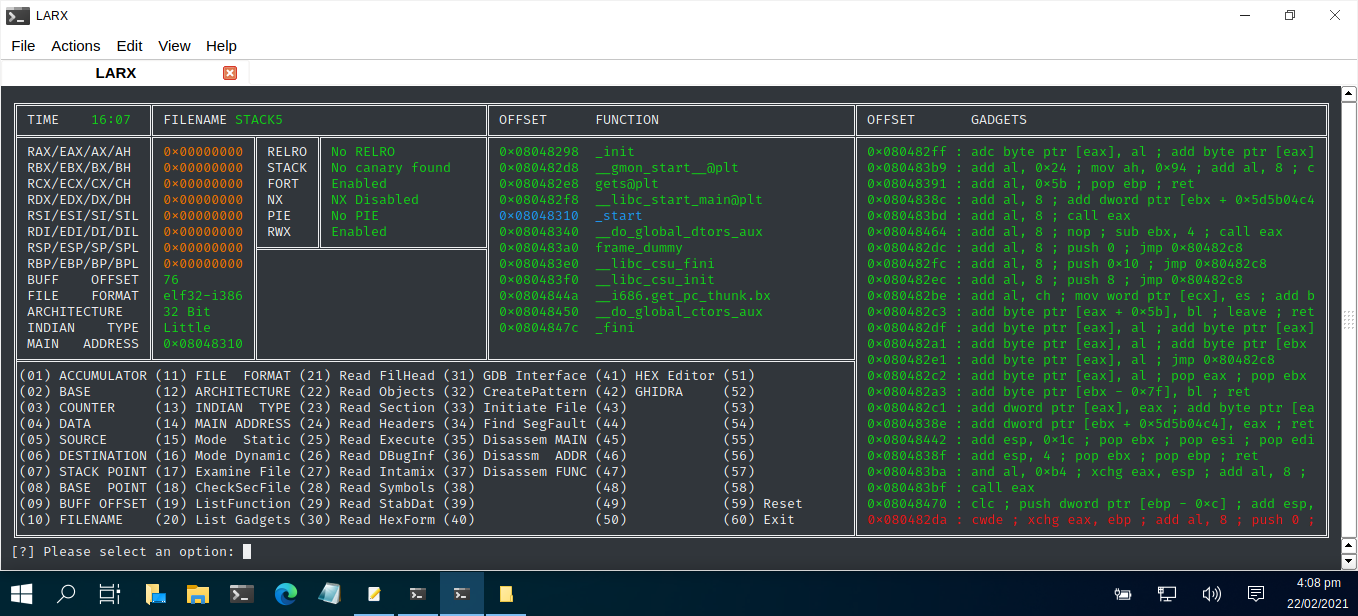 LARX
File Actions Edit View Help
LARX
TIME 16:07 FILENAME STACK5 OFFSET FUNCTION OFFSET GADGETS
RAX/EAX/AX/AH 0×00000000 RELRO No RELRO 0×08048298 _init 0×080482ff : adc byte ptr [eax], al ; add byte ptr [eax]
RBX/EBX/BX/BH 0×00000000 STACK No canary found 0×080482d8 __gmon_start__@plt 0×080483b9 : add al, 0×24 ; mov ah, 0×94 ; add al, 8 ; c
RCX/ECX/CX/CH 0×00000000 FORT Enabled 0×080482e8 gets@plt 0×08048391 : add al, 0×5b ; pop ebp ; ret
RDX/EDX/DX/DH 0×00000000 NX NX Disabled 0×080482f8 __libc_start_main@plt 0×0804838c : add al, 8 ; add dword ptr [ebx + 0×5d5b04c4
RSI/ESI/SI/SIL 0×00000000 PIE No PIE 0×08048310 _start 0×080483bd : add al, 8 ; call eax
RDI/EDI/DI/DIL 0×00000000 RWX Enabled 0×08048340 __do_global_dtors_aux 0×08048464 : add al, 8 ; nop ; sub ebx, 4 ; call eax
RSP/ESP/SP/SPL 0×00000000 0×080483a0 frame_dummy 0×080482dc : add al, 8 ; push 0 ; jmp 0×80482c8
RBP/EBP/BP/BPL 0×00000000 0×080483e0 __libc_csu_fini 0×080482fc : add al, 8 ; push 0×10 ; jmp 0×80482c8
BUFF OFFSET 76 0×080483f0 __libc_csu_init 0×080482ec : add al, 8 ; push 8 ; jmp 0×80482c8
FILE FORMAT elf32-i386 0×0804844a __i686.get_pc_thunk.bx 0×080482be : add al, ch ; mov word ptr [ecx], es ; add b
ARCHITECTURE 32 Bit 0×08048450 __do_global_ctors_aux 0×080482c3 : add byte ptr [eax + 0×5b], bl ; leave ; ret
INDIAN TYPE Little 0×0804847c _fini 0×080482df : add byte ptr [eax], al ; add byte ptr [eax]
MAIN ADDRESS 0×08048310 0×080482a1 : add byte ptr [eax], al ; add byte ptr [ebx
0×080482e1 : add byte ptr [eax], al ; jmp 0×80482c8
(01) ACCUMULATOR (11) FILE FORMAT (21) Read FilHead (31) GDB Interface (41) HEX Editor (51) 0×080482c2 : add byte ptr [eax], al ; pop eax ; pop ebx
(02) BASE (12) ARCHITECTURE (22) Read Objects (32) CreatePattern (42) GHIDRA (52) 0×080482a3 : add byte ptr [ebx - 0×7f], bl ; ret
(03) COUNTER (13) INDIAN TYPE (23) Read Section (33) Initiate File (43) (53) 0×080482c1 : add dword ptr [eax], eax ; add byte ptr [ea
(04) DATA (14) MAIN ADDRESS (24) Read Headers (34) Find SegFault (44) (54) 0×0804838e : add dword ptr [ebx + 0×5d5b04c4], eax ; ret
(05) SOURCE (15) Mode Static (25) Read Execute (35) Disassem MAIN (45) (55) 0×08048442 : add esp, 0×1c ; pop ebx ; pop esi ; pop edi
(06) DESTINATION (16) Mode Dynamic (26) Read DBugInf (36) Disassm ADDR (46) (56) 0×0804838f : add esp, 4 ; pop ebx ; pop ebp ; ret
(07) STACK POINT (17) Examine File (27) Read Intamix (37) Disassem FUNC (47) (57) 0×080483ba : and al, 0×b4 ; xchg eax, esp ; add al, 8 ;
(08) BASE POINT (18) CheckSecFile (28) Read Symbols (38) (48) (58) 0×080483bf : call eax
(09) BUFF OFFSET (19) ListFunction (29) Read StabDat (39) (49) (59) Reset 0×08048470 : clc ; push dword ptr [ebp - 0×c] ; add esp,
(10) FILENAME (20) List Gadgets (30) Read HexForm (40) (50) (60) Exit 0×080482da : cwde ; xchg eax, ebp ; add al, 8 ; push 0 ;
[?] Please select an option:
4:08 pm
22/02/2021